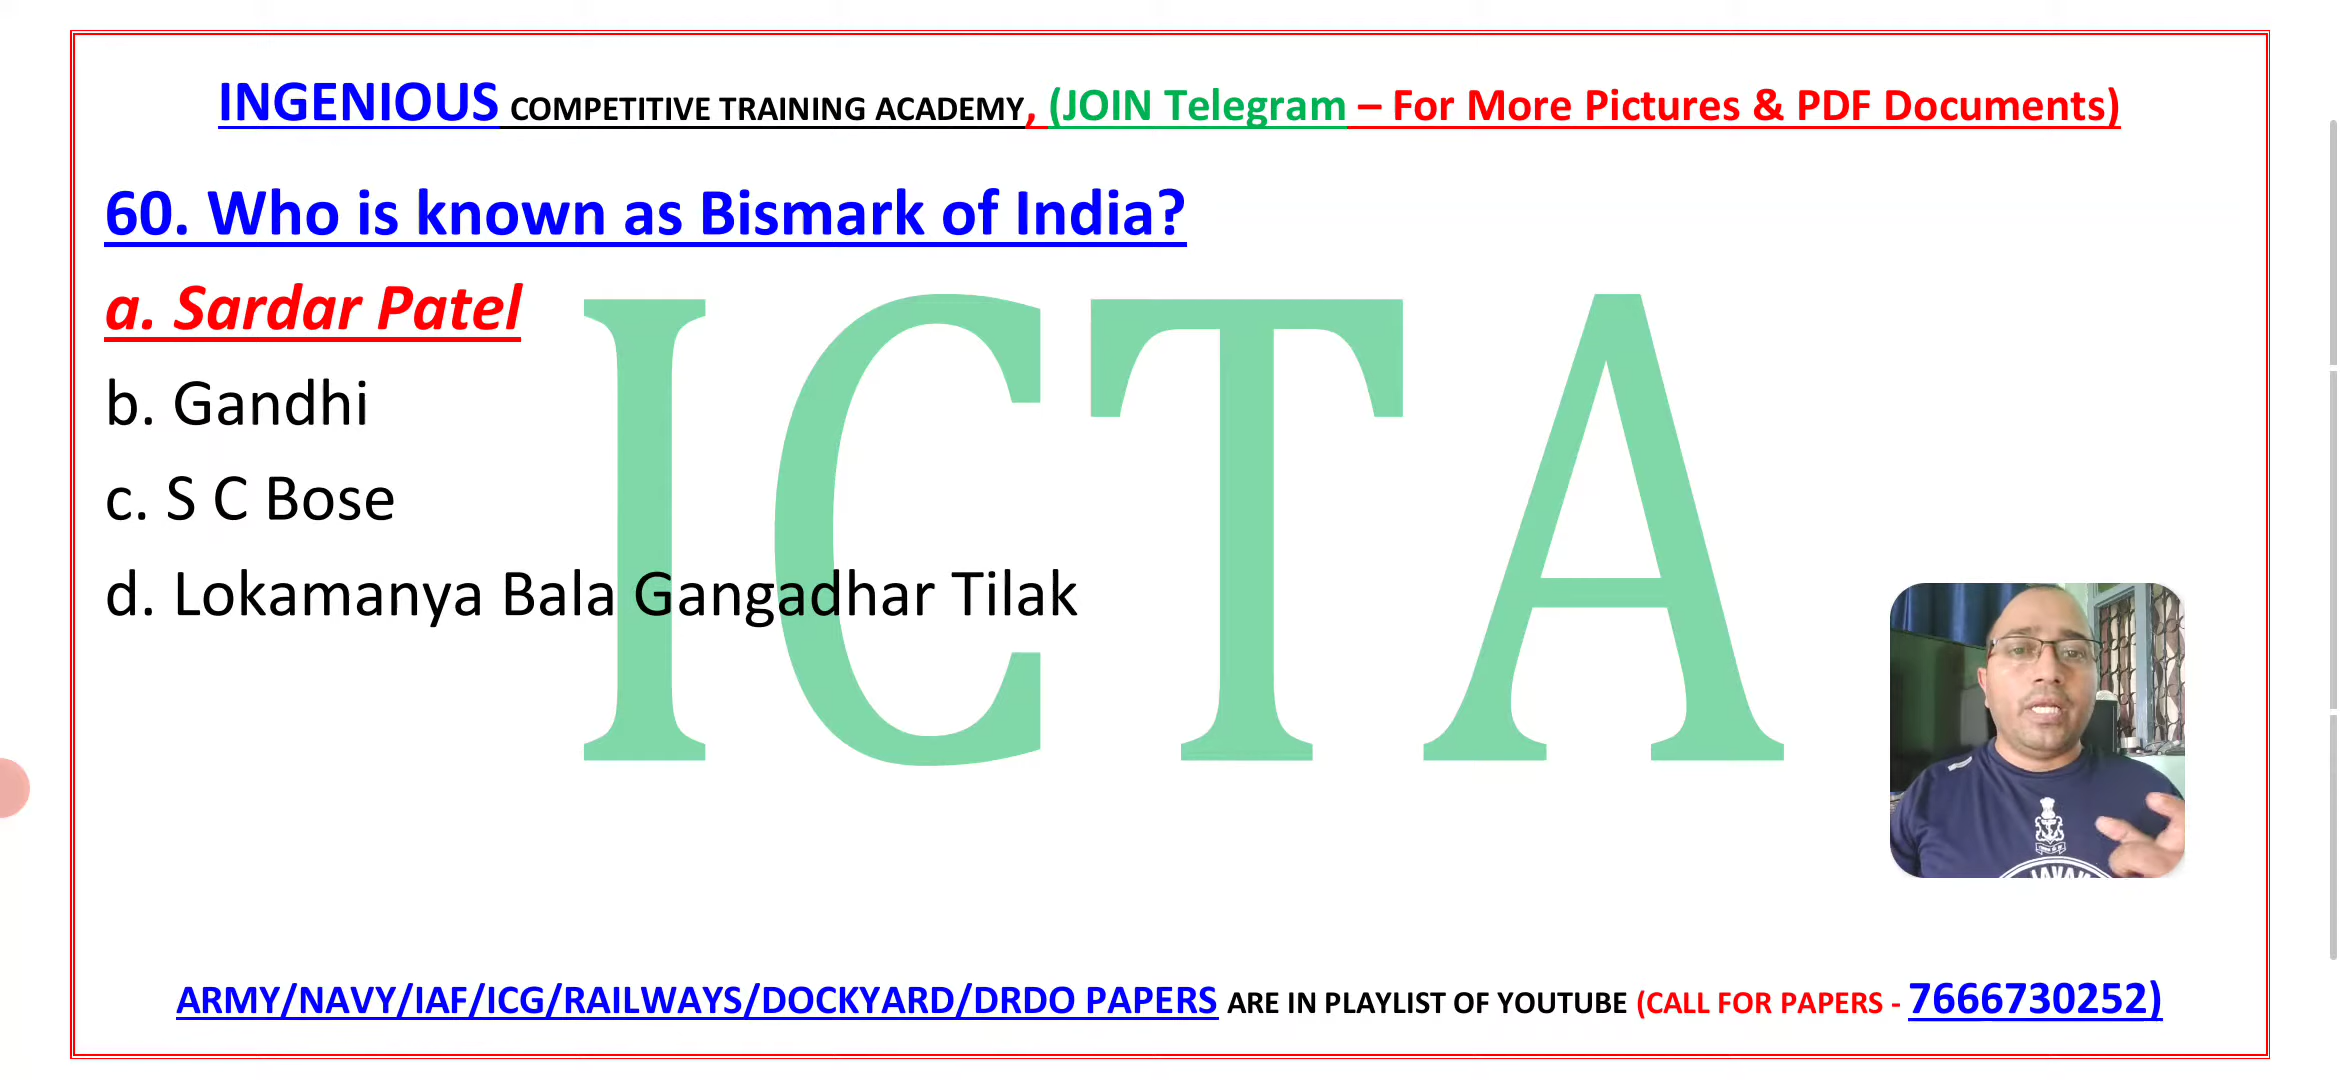 INGENIOUS COMPETITIVE TRAINING ACADEMY, (JOIN Telegram – For More Pictures & PDF Documents)
60. Who is known as Bismark of India?
a. Sardar Patel
b. Gandhi
c. S C Bose
d. Lokamanya Bala Gangadhar Tilak
ICTA
ARMY/NAVY/IAF/ICG/RAILWAYS/DOCKYARD/DRDO PAPERS ARE IN PLAYLIST OF YOUTUBE (CALL FOR PAPERS - 7666730252)